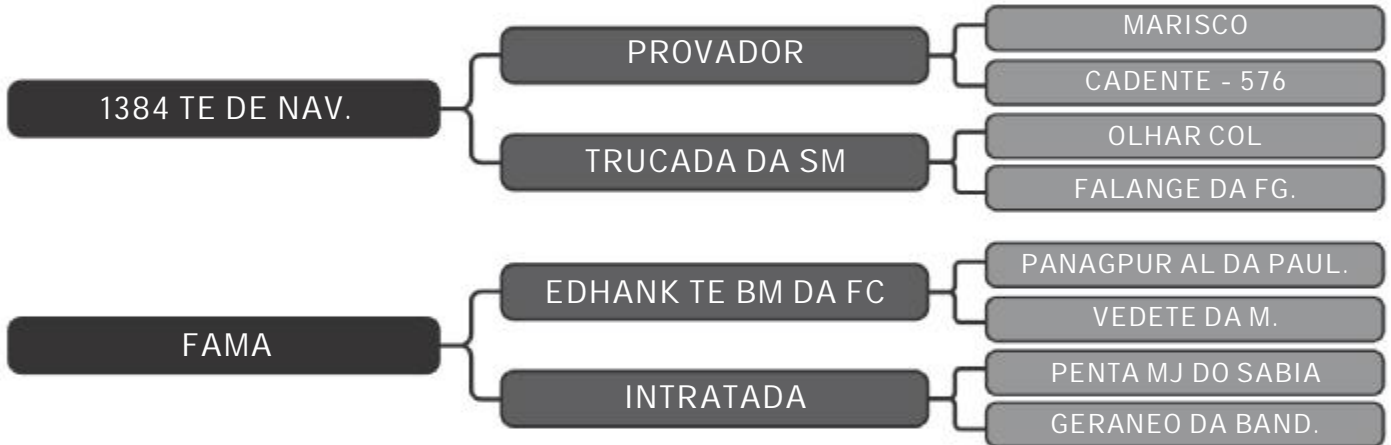 1384 TE DE NAV.
PROVADOR
MARISCO
CADENTE - 576
TRUCADA DA SM
OLHAR COL
FALANGE DA FG.
FAMA
EDHANK TE BM DA FC
PANAGPUR AL DA PAUL.
VEDETE DA M.
INTRATADA
PENTA MJ DO SABIA
GERANEO DA BAND.